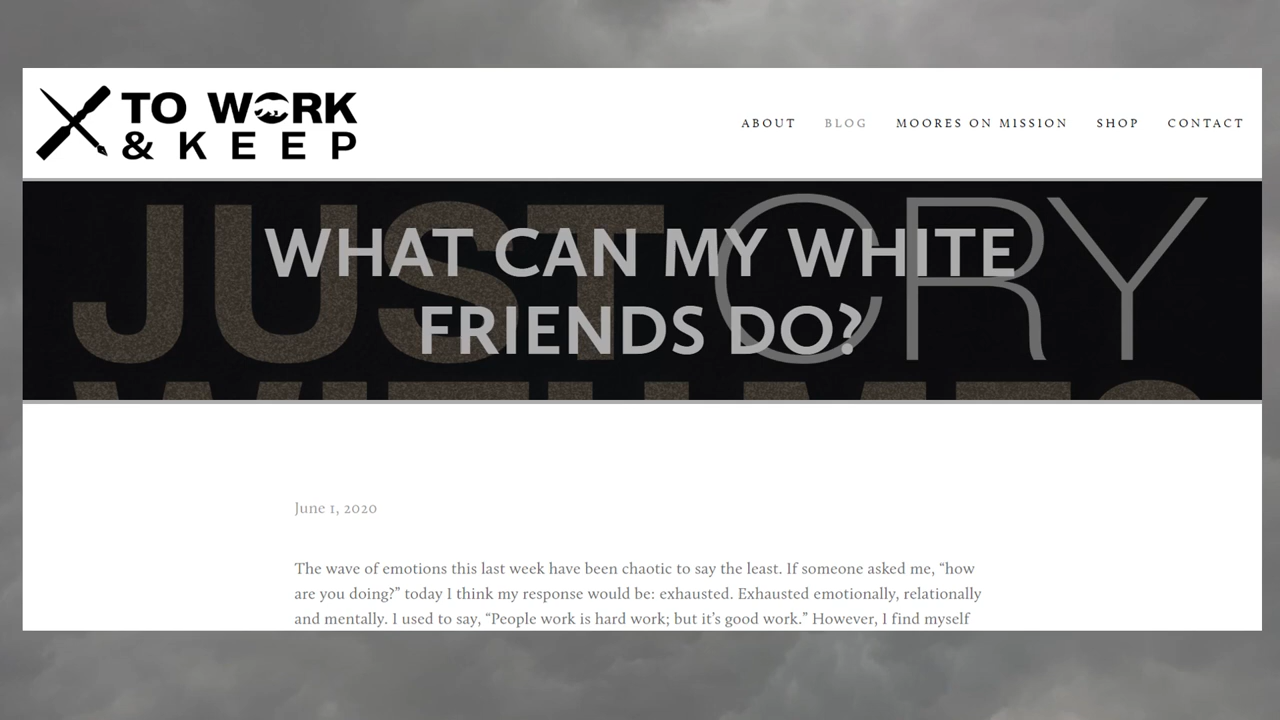 TO WORK
& KEEP
ABOUT BLOG MOORES ON MISSION SHOP CONTACT
JUST CRY
WHAT CAN MY WHITE
FRIENDS DO?
June 1, 2020
The wave of emotions this last week have been chaotic to say the least. If someone asked me, “how
are you doing?” today I think my response would be: exhausted. Exhausted emotionally, relationally
and mentally. I used to say, “People work is hard work; but it’s good work.” However, I find myself